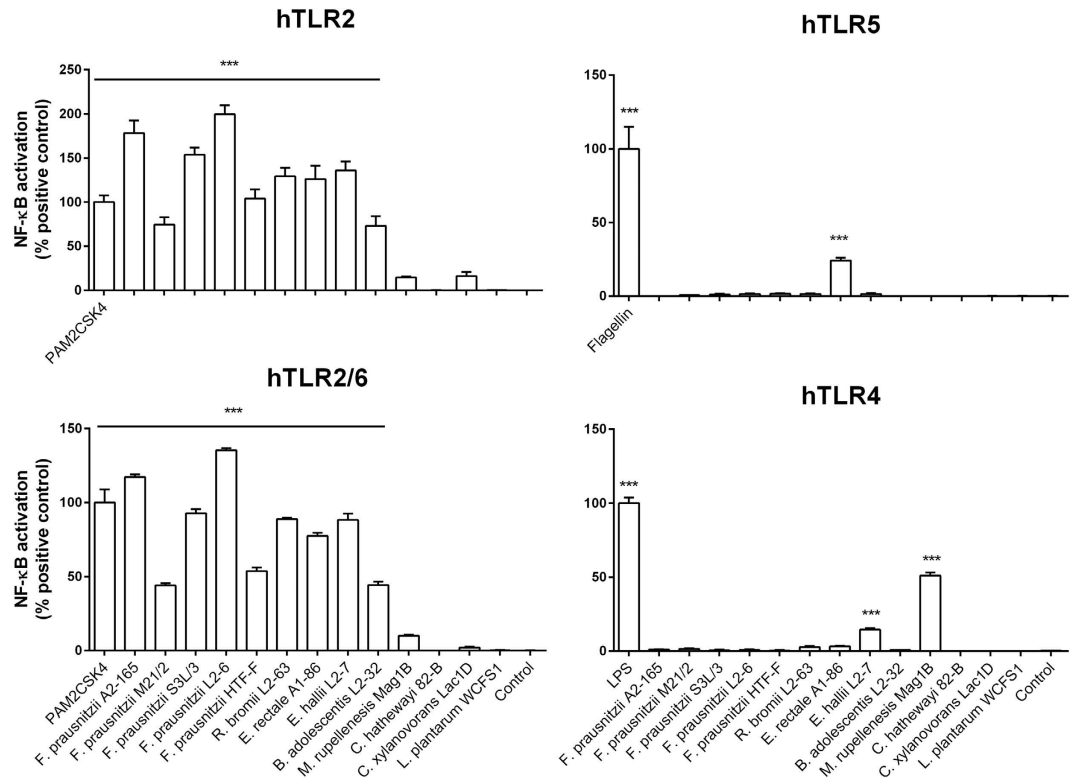 hTLR2
***
NF-κB activation
(% positive control)
250
200
150
100
50
0
PAM2CSK4
hTLR5
150
100
50
0
***
***
Flagellin
hTLR2/6
***
NF-κB activation
(% positive control)
150
100
50
0
PAM2CSK4
F. prausnitzii A2-165
F. prausnitzii M21/2
F. prausnitzii S3L/3
F. prausnitzii L2-6
F. prausnitzii HTF-F
R. bromii L2-63
E. rectale A1-86
E. hallii L2-7
B. adolescentis L2-32
M. rupellenesis Mag1B
C. hathewayi 82-B
C. xylanovorans Lac1D
L. plantarum WCFS1
Control
hTLR4
150
100
50
0
***
***
***
LPS
F. prausnitzii A2-165
F. prausnitzii M21/2
F. prausnitzii S3L/3
F. prausnitzii L2-6
F. prausnitzii HTF-F
R. bromii L2-63
E. rectale A1-86
E. hallii L2-7
B. adolescentis L2-32
M. rupellenesis Mag1B
C. hathewayi 82-B
C. xylanovorans Lac1D
L. plantarum WCFS1
Control